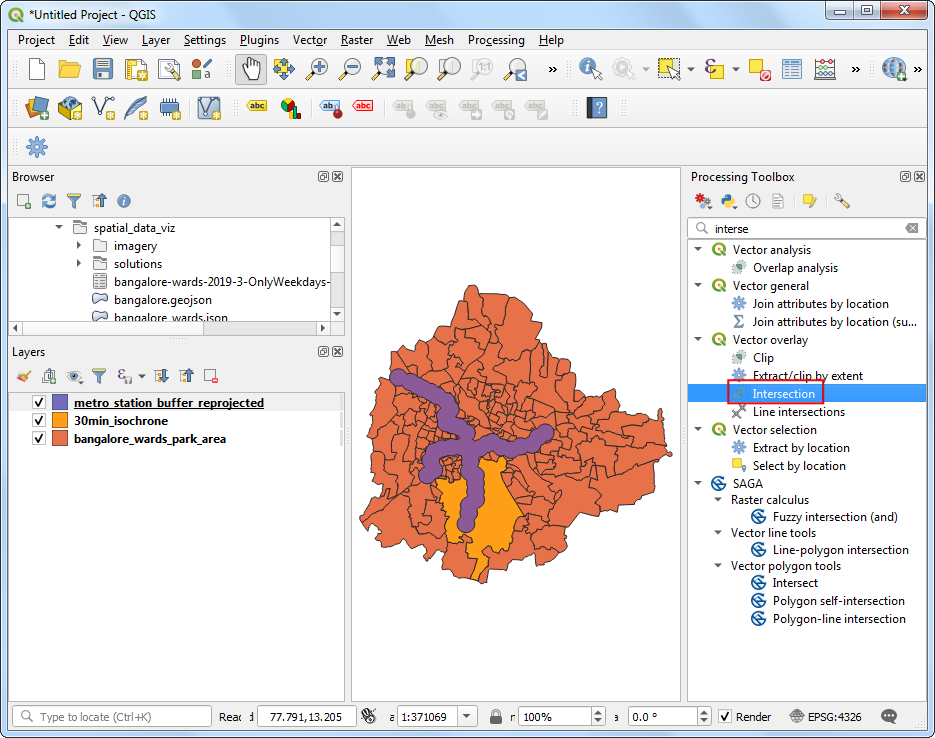 *Untitled Project - QGIS
Project Edit View Layer Settings Plugins Vector Raster Web Mesh Processing Help
abc ab abc
Browser
spatial_data_viz
imagery
solutions
bangalore-wards-2019-3-OnlyWeekdays-
bangalore.geojson
bangalore_wards.json
Layers
metro_station_buffer_reprojected
30min_isochrone
bangalore_wards_park_area
Processing Toolbox
interse
Vector analysis
Overlap analysis
Vector general
Join attributes by location
Join attributes by location (su...
Vector overlay
Clip
Extract/clip by extent
Intersection
Line intersections
Vector selection
Extract by location
Select by location
SAGA
Raster calculus
Fuzzy intersection (and)
Vector line tools
Line-polygon intersection
Vector polygon tools
Intersect
Polygon self-intersection
Polygon-line intersection
Type to locate (Ctrl+K) Read 77.791,13.205 1:371069 100% 0.0 ° Render EPSG:4326